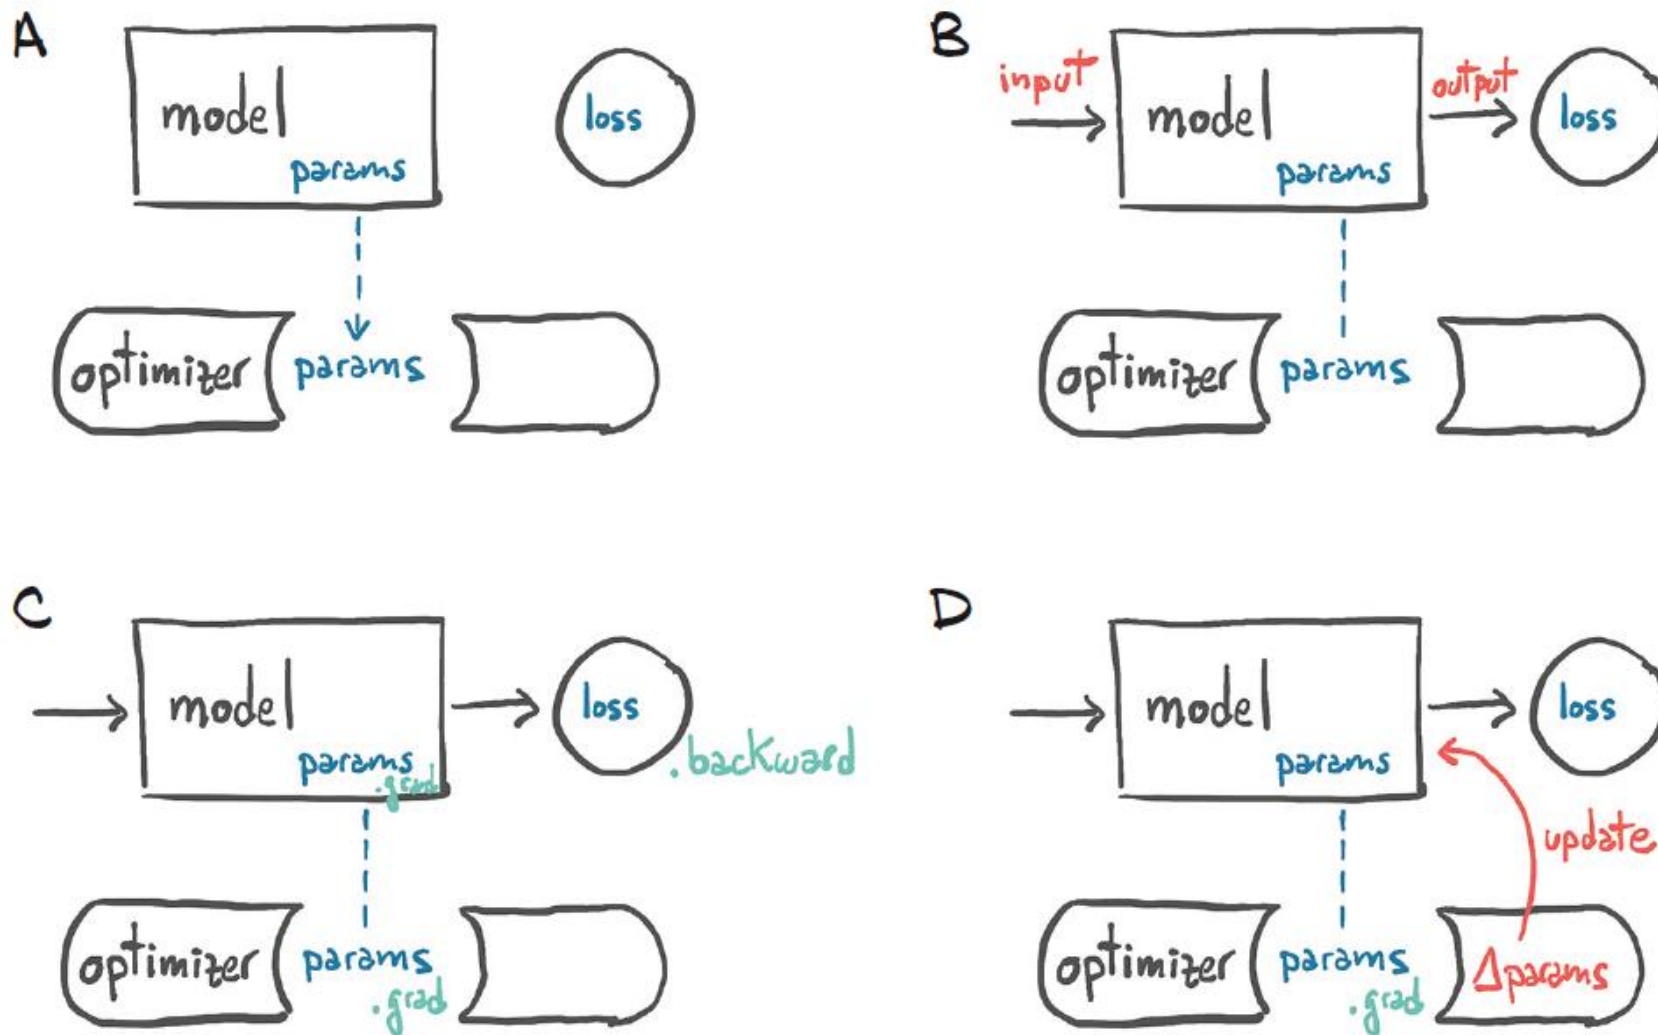 A
model
params
loss
optimizer
params
B
input
model
params
output
loss
optimizer
params
C
model
params
.grad
loss
.backward
optimizer
params
.grad
D
model
params
loss
update
optimizer
params
.grad
Δparams